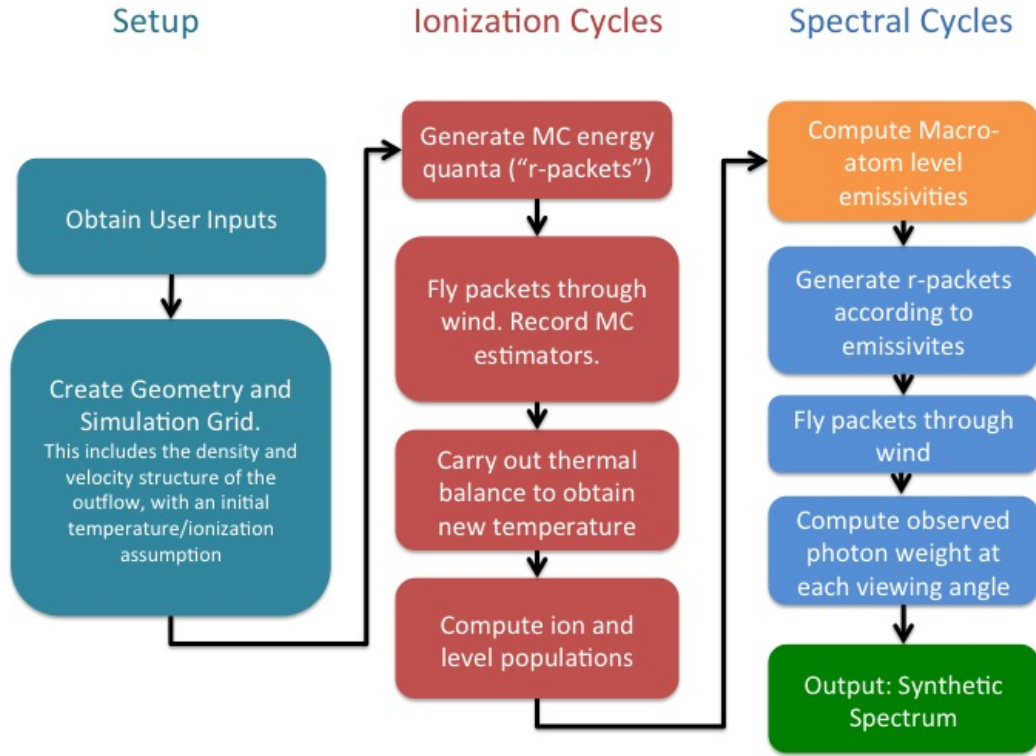 Setup
Obtain User Inputs
Create Geometry and
Simulation Grid.
This includes the density and
velocity structure of the
outflow, with an initial
temperature/ionization
assumption
Ionization Cycles
Generate MC energy
quanta (“r-packets”)
Fly packets through
wind. Record MC
estimators.
Carry out thermal
balance to obtain
new temperature
Compute ion and
level populations
Spectral Cycles
Compute Macro-
atom level
emissivities
Generate r-packets
according to
emissivites
Fly packets through
wind
Compute observed
photon weight at
each viewing angle
Output: Synthetic
Spectrum